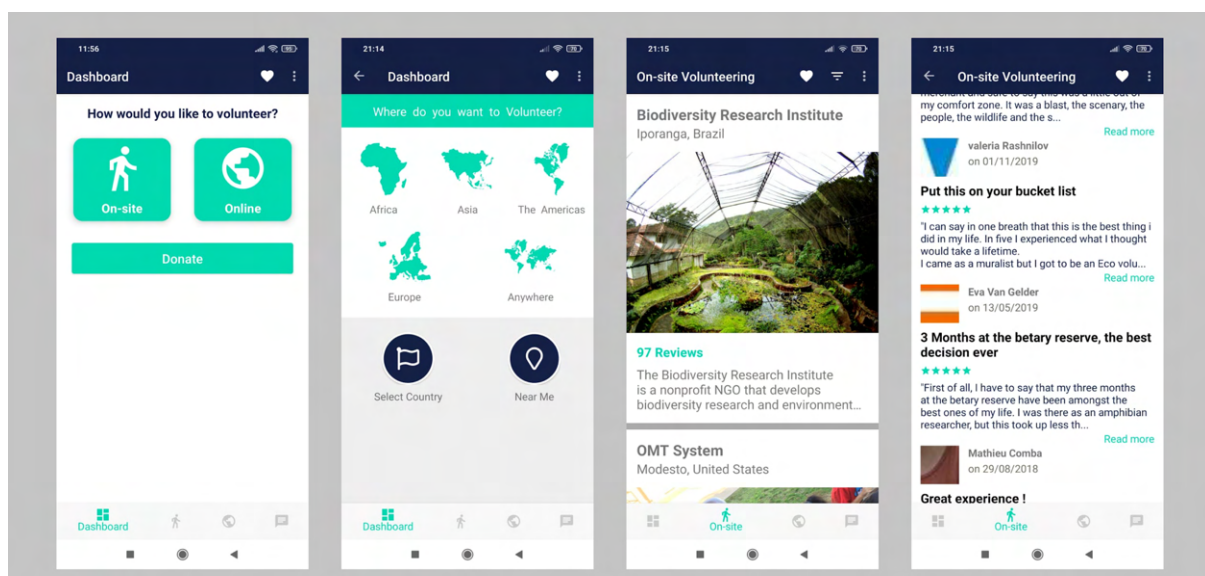 11:56
Dashboard
How would you like to volunteer?
On-site
Online
Donate
Dashboard
21:14
Dashboard
Where do you want to Volunteer?
Africa
Asia
The Americas
Europe
Anywhere
Select Country
Near Me
Dashboard
21:15
On-site Volunteering
Biodiversity Research Institute
Iporanga, Brazil
97 Reviews
The Biodiversity Research Institute
is a nonprofit NGO that develops
biodiversity research and environment...
OMT System
Modesto, United States
On-site
21:15
On-site Volunteering
my comfort zone. It was a blast, the scenery, the
people, the wildlife and the s...
Read more
valeria Rashnilov
on 01/11/2019
Put this on your bucket list
"I can say in one breath that this is the best thing i
did in my life. In five I experienced what I thought
would take a lifetime.
I came as a muralist but I got to be an Eco volu...
Read more
Eva Van Gelder
on 13/05/2019
3 Months at the betary reserve, the best
decision ever
"First of all, I have to say that my three months
at the betary reserve have been amongst the
best ones of my life. I was there as an amphibian
researcher, but this took up less th...
Read more
Mathieu Comba
on 29/08/2018
Great experience !
On-site